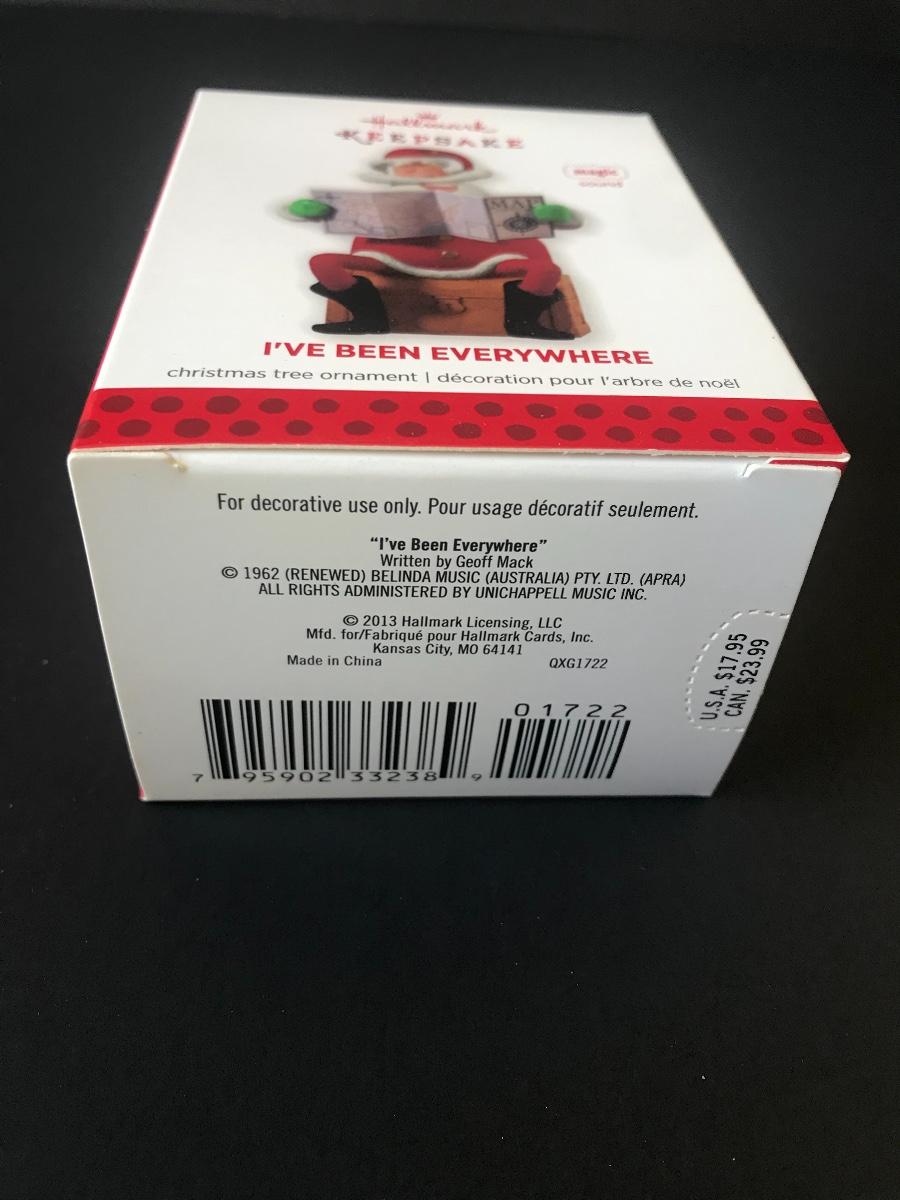 Hallmark
KEEPSAKE
magic
sound
MAP
I'VE BEEN EVERYWHERE
christmas tree ornament | décoration pour l'arbre de noël
For decorative use only. Pour usage décoratif seulement.
"I've Been Everywhere"
Written by Geoff Mack
© 1962 (RENEWED) BELINDA MUSIC (AUSTRALIA) PTY. LTD. (APRA)
ALL RIGHTS ADMINISTERED BY UNICHAPPELL MUSIC INC.
© 2013 Hallmark Licensing, LLC
Mfd. for/Fabriqué pour Hallmark Cards, Inc.
Kansas City, MO 64141
Made in China QXG1722
U.S.A. $17.95
CAN. $23.99
01722
7 95902 33238 9